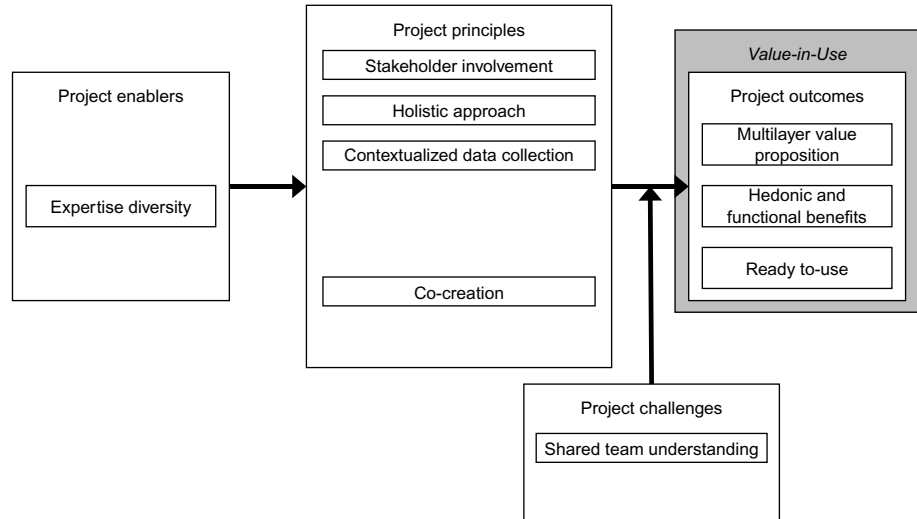 Project enablers
Expertise diversity
Project principles
Stakeholder involvement
Holistic approach
Contextualized data collection
Co-creation
Value-in-Use
Project outcomes
Multilayer value
proposition
Hedonic and
functional benefits
Ready to-use
Project challenges
Shared team understanding